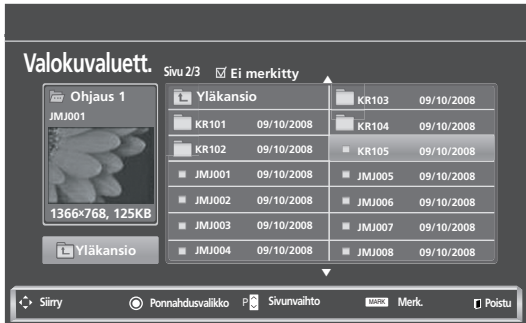 Valokuvaluett. Sivu 2/3 Ei merkitty
Ohjaus 1
JMJ001
1366×768, 125KB
Yläkansio
Yläkansio
KR101 09/10/2008
KR102 09/10/2008
JMJ001 09/10/2008
JMJ002 09/10/2008
JMJ003 09/10/2008
JMJ004 09/10/2008
KR103 09/10/2008
KR104 09/10/2008
KR105 09/10/2008
JMJ005 09/10/2008
JMJ006 09/10/2008
JMJ007 09/10/2008
JMJ008 09/10/2008
Siirry Ponnahdusvalikko P Sivunvaihto MARK Merk. Poistu